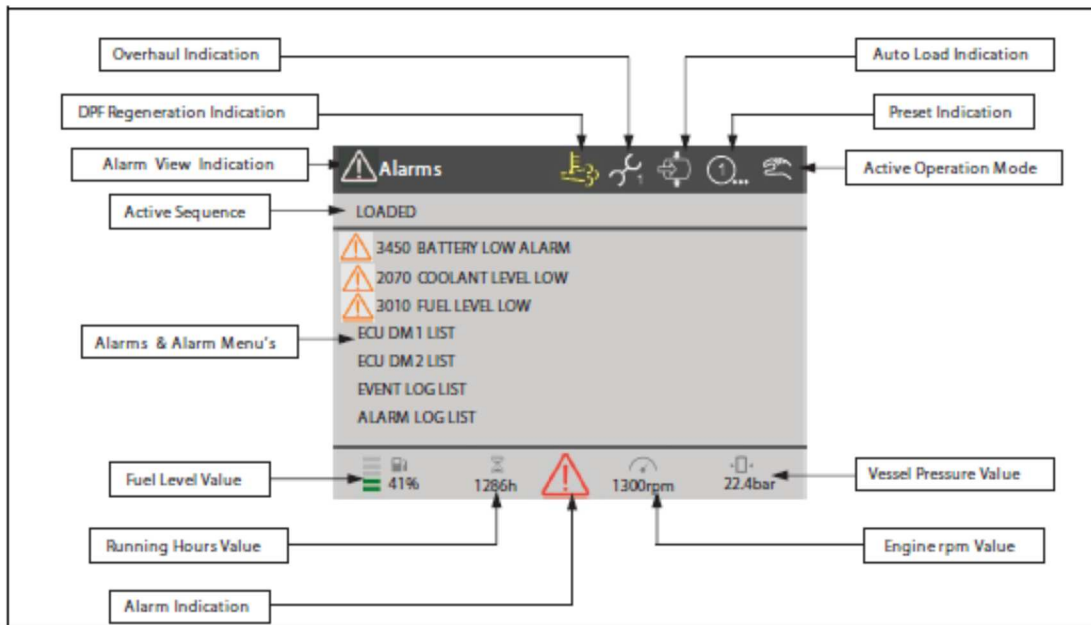 Overhaul Indication
Auto Load Indication
DPF Regeneration Indication
Preset Indication
Alarm View Indication
Alarms
1
1...
Active Operation Mode
Active Sequence
LOADED
3450 BATTERY LOW ALARM
2070 COOLANT LEVEL LOW
3010 FUEL LEVEL LOW
Alarms & Alarm Menu's
ECU DM1 LIST
ECU DM2 LIST
EVENT LOG LIST
ALARM LOG LIST
Fuel Level Value
41%
1286h
1300rpm
22.4bar
Vessel Pressure Value
Running Hours Value
Engine rpm Value
Alarm Indication